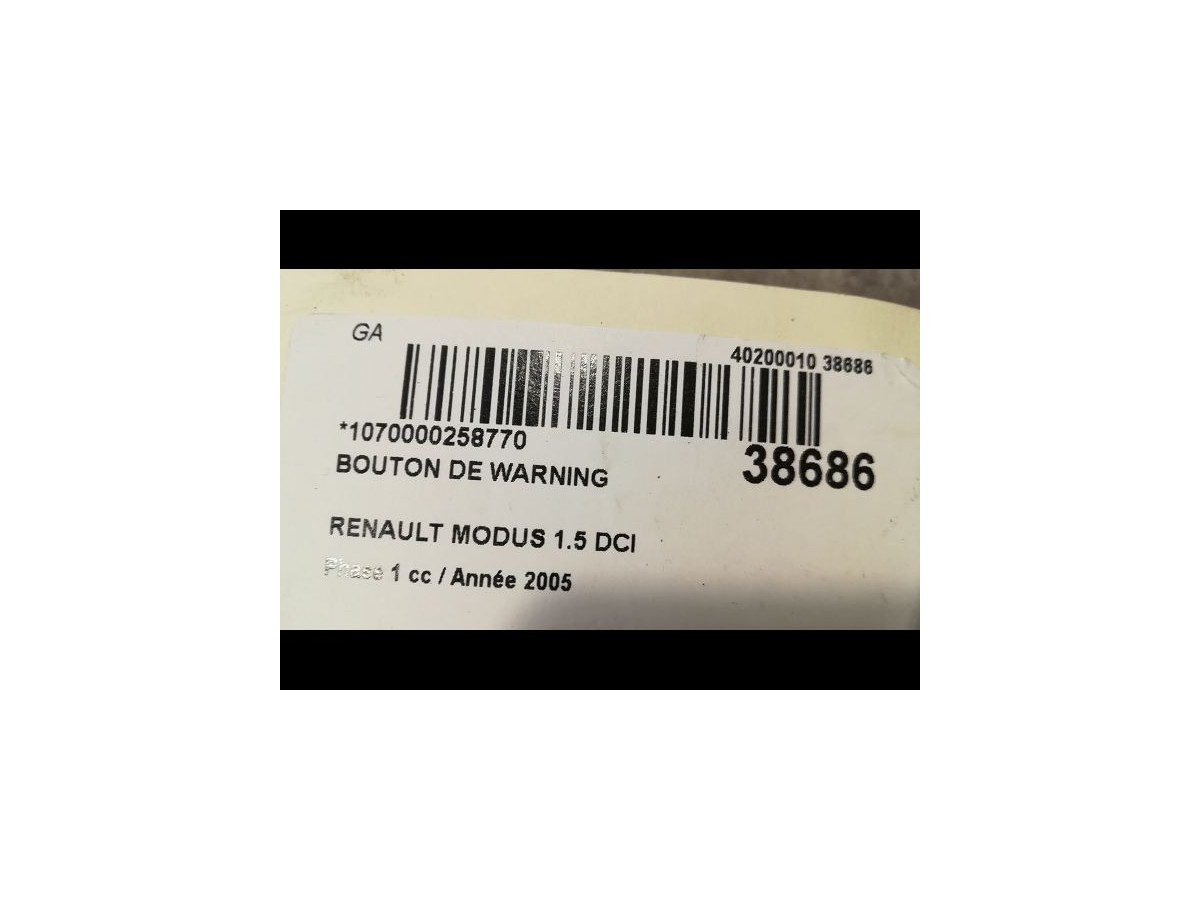 GA
40200010 38686
*1070000258770
38686
BOUTON DE WARNING
RENAULT MODUS 1.5 DCI
Phase 1 cc / Année 2005